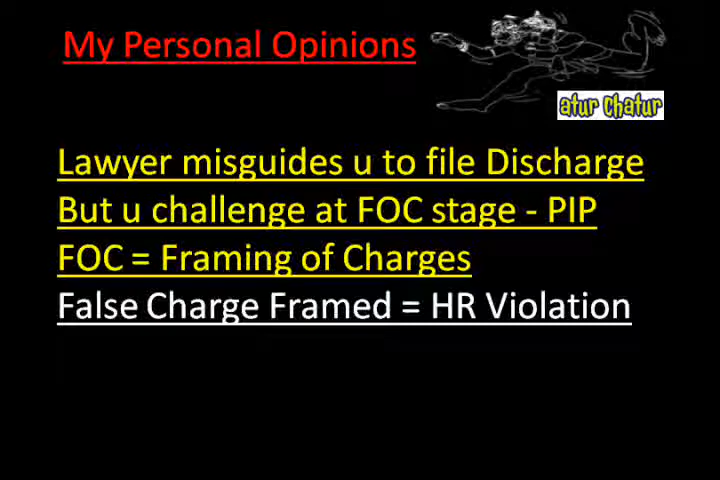 My Personal Opinions
atur chatur
Lawyer misguides u to file Discharge
But u challenge at FOC stage - PIP
FOC = Framing of Charges
False Charge Framed = HR Violation